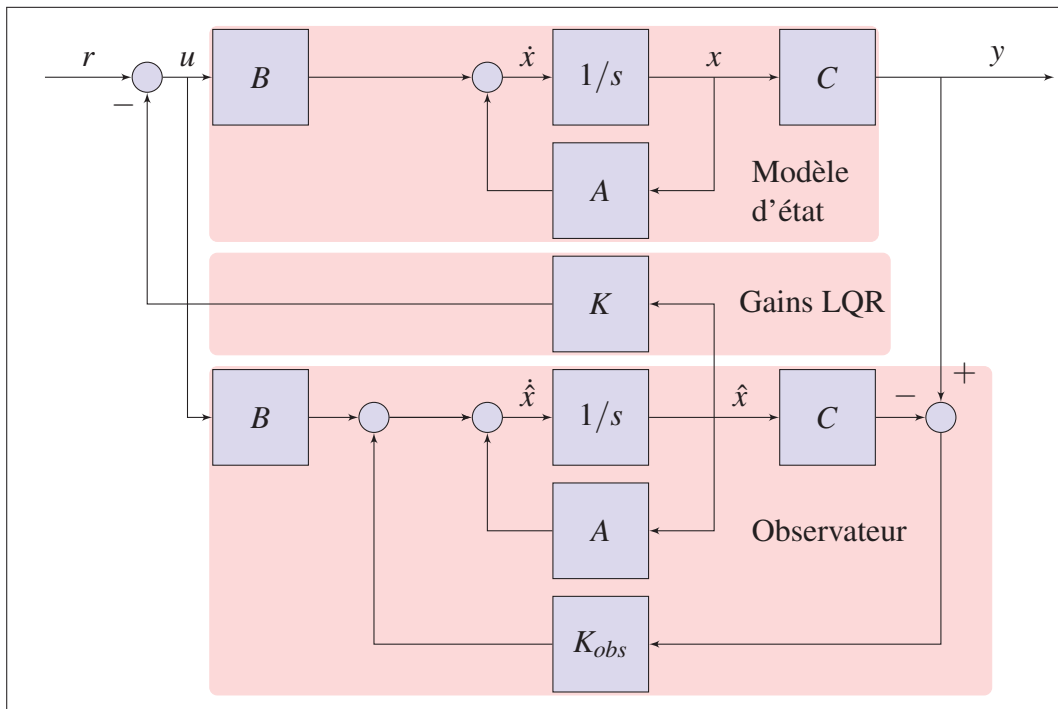 r
u
B
ẋ
1/s
x
C
y
−
A
Modèle
d'état
K
Gains LQR
B
x̂̇
1/s
x̂
C
−
+
A
Observateur
K_obs